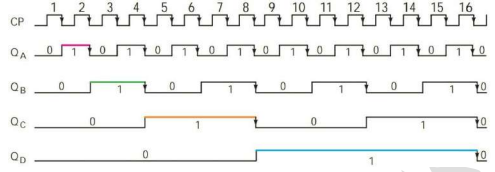 1 2 3 4 5 6 7 8 9 10 11 12 13 14 15 16
CP
QA 0 1 0 1 0 1 0 1 0 1 0 1 0 1 0 1 0
QB 0 1 0 1 0 1 0 1 0
QC 0 1 0 1 0
QD 0 1 0